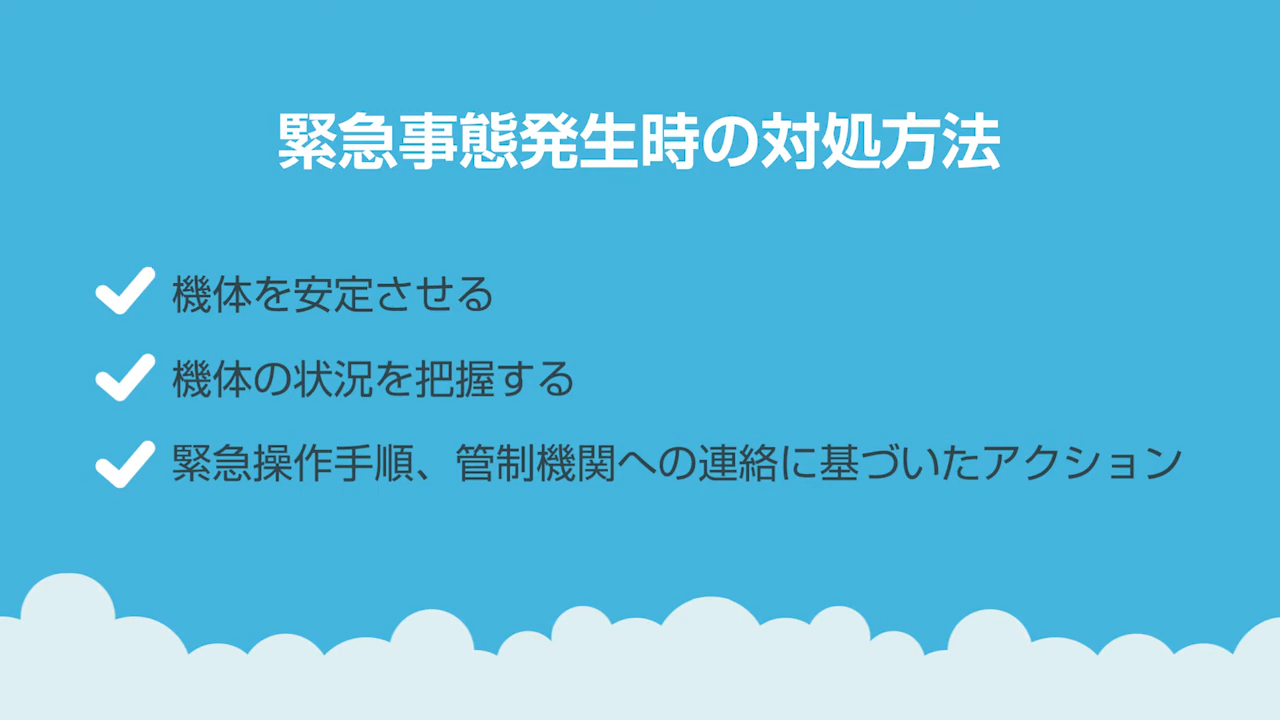 緊急事態発生時の対処方法
機体を安定させる
機体の状況を把握する
緊急操作手順、管制機関への連絡に基づいたアクション